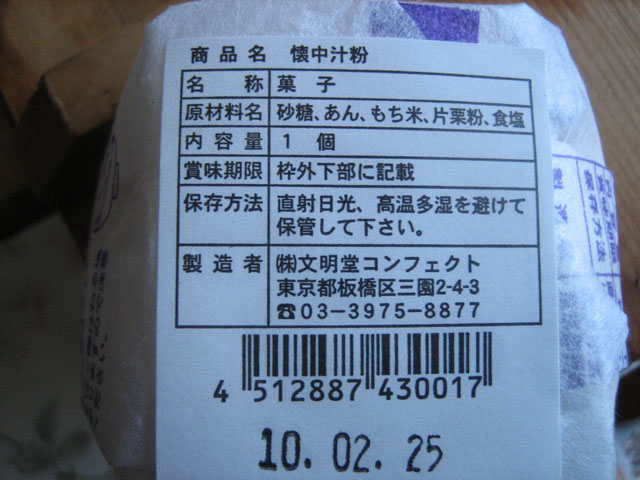 商品名 懐中汁粉
名称 菓子
原材料名 砂糖、あん、もち米、片栗粉、食塩
内容量 1個
賞味期限 枠外下部に記載
保存方法 直射日光、高温多湿を避けて
保管して下さい。
製造者 ㈱文明堂コンフェクト
東京都板橋区三園2-4-3
☎03-3975-8877
4 512887 430017
10. 02. 25
保存方法